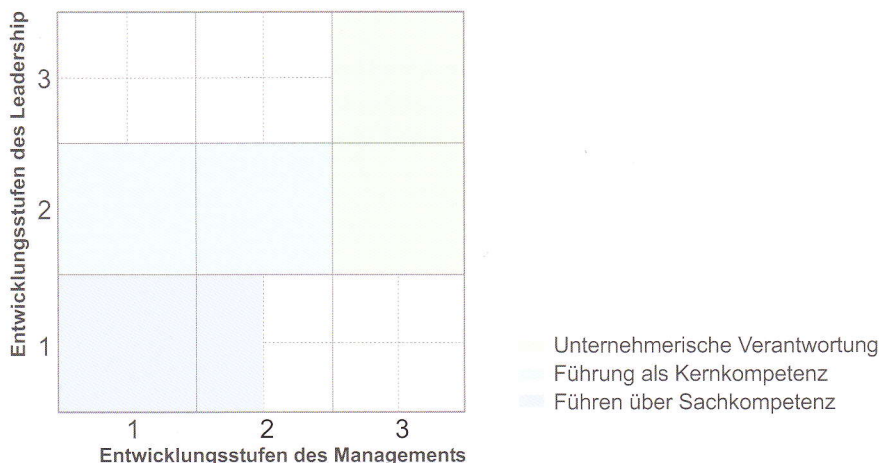 Entwicklungsstufen des Leadership
3
2
1
1 2 3
Entwicklungsstufen des Managements
Unternehmerische Verantwortung
Führung als Kernkompetenz
Führen über Sachkompetenz